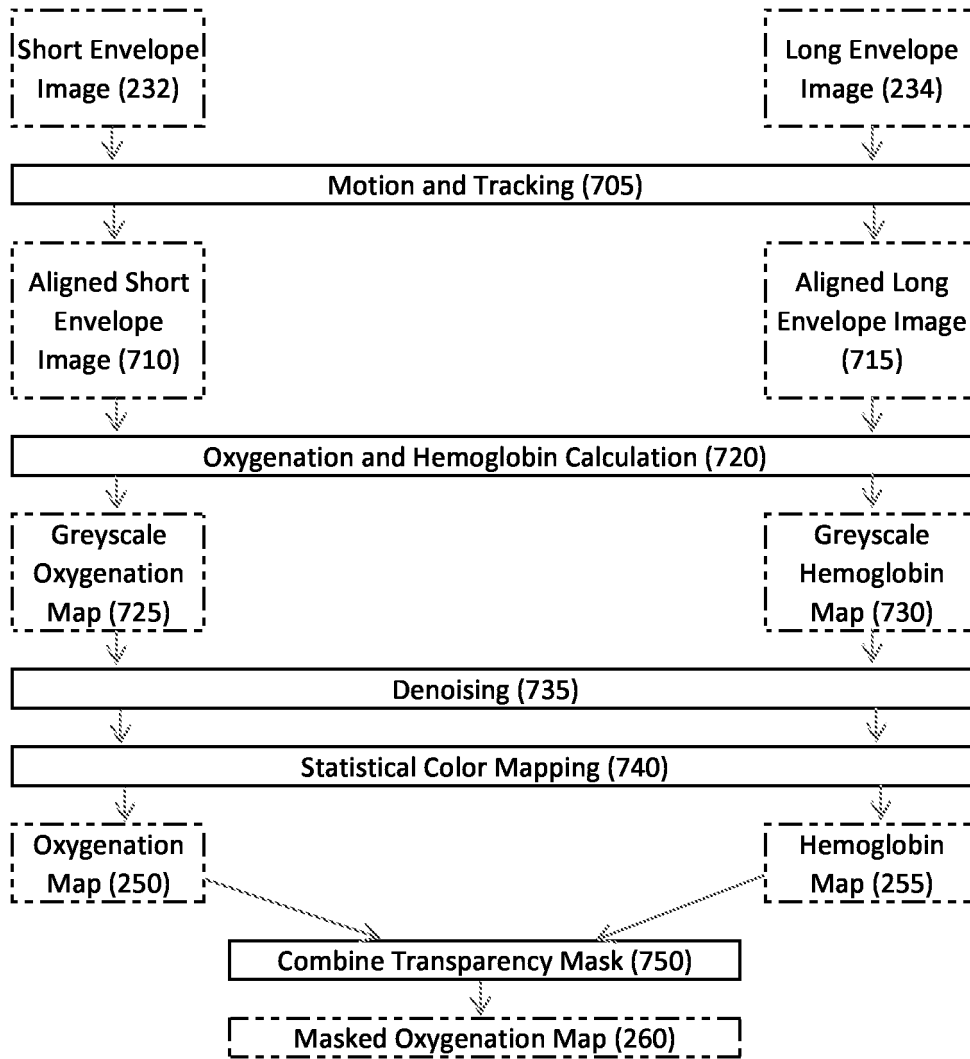 Short Envelope
Image (232)
Long Envelope
Image (234)
Motion and Tracking (705)
Aligned Short
Envelope
Image (710)
Aligned Long
Envelope Image
(715)
Oxygenation and Hemoglobin Calculation (720)
Greyscale
Oxygenation
Map (725)
Greyscale
Hemoglobin
Map (730)
Denoising (735)
Statistical Color Mapping (740)
Oxygenation
Map (250)
Hemoglobin
Map (255)
Combine Transparency Mask (750)
Masked Oxygenation Map (260)